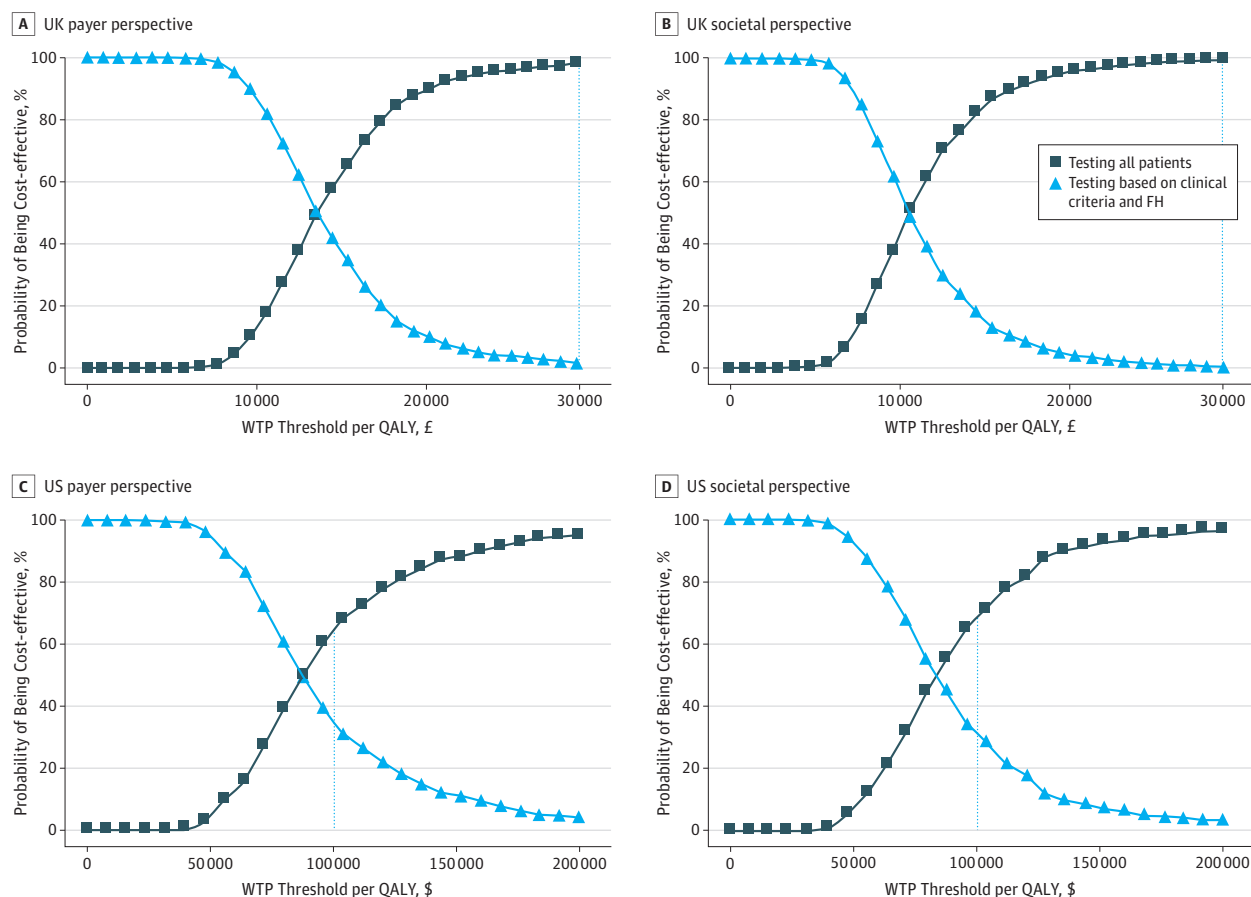 A UK payer perspective
Probability of Being Cost-effective, %
100
80
60
40
20
0
0 10000 20000 30000
WTP Threshold per QALY, £
B UK societal perspective
Probability of Being Cost-effective, %
100
80
60
40
20
0
Testing all patients
Testing based on clinical
criteria and FH
0 10000 20000 30000
WTP Threshold per QALY, £
C US payer perspective
Probability of Being Cost-effective, %
100
80
60
40
20
0
0 50000 100000 150000 200000
WTP Threshold per QALY, $
D US societal perspective
Probability of Being Cost-effective, %
100
80
60
40
20
0
0 50000 100000 150000 200000
WTP Threshold per QALY, $